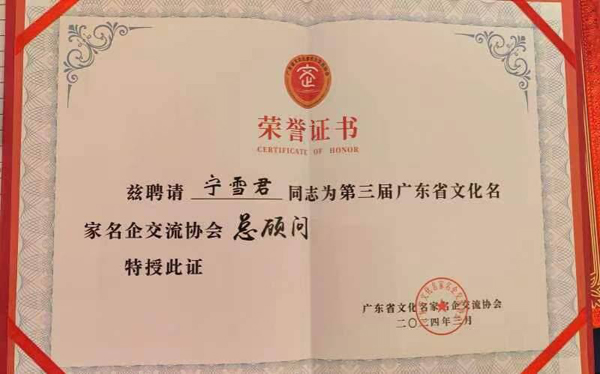 荣誉证书
CERTIFICATE OF HONOR
兹聘请 宁雪君 同志为第三届广东省文化名
家名企交流协会 总顾问
特授此证
广东省文化名家名企交流协会
二〇二四年三月